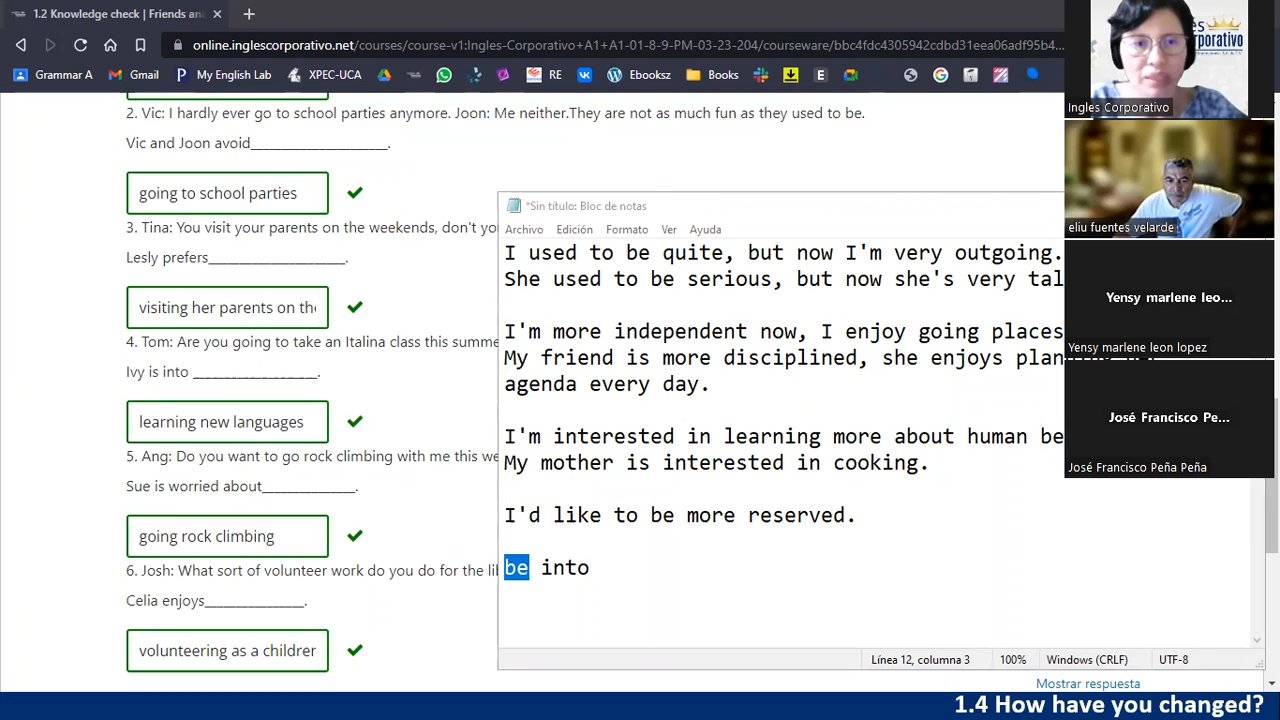 1.2 Knowledge check | Friends an
online.inglescorporativo.net/courses/course-v1:Ingles-Corporativo+A1+A1-01-8-9-PM-03-23-204/courseware/bbc4fdc4305942cdbd31eea06adf95b4...
Grammar A
Gmail
My English Lab
XPEC-UCA
RE
Ebooksz
Books
2. Vic: I hardly ever go to school parties anymore.Joon: Me neither.They are not as much fun as they used to be.
Vic and Joon avoid____________________.
going to school parties
3. Tina: You visit your parents on the weekends, don't you
Lesly prefers____________________.
visiting her parents on the
4. Tom: Are you going to take an Italina class this summe
Ivy is into __________________.
learning new languages
5. Ang: Do you want to go rock climbing with me this we
Sue is worried about______________.
going rock climbing
6. Josh: What sort of volunteer work do you do for the lil
Celia enjoys_______________.
volunteering as a childrer
Mostrar respuesta
*Sin título: Bloc de notas
Archivo Edición Formato Ver Ayuda
I used to be quite, but now I'm very outgoing.
She used to be serious, but now she's very tal
I'm more independent now, I enjoy going places
My friend is more disciplined, she enjoys planning her
agenda every day.
I'm interested in learning more about human be
My mother is interested in cooking.
I'd like to be more reserved.
be into
Línea 12, columna 3
100%
Windows (CRLF)
UTF-8
Ingles Corporativo
eliu fuentes velarde
Yensy marlene leo...
Yensy marlene leon lopez
José Francisco Pe...
José Francisco Peña Peña
1.4 How have you changed?